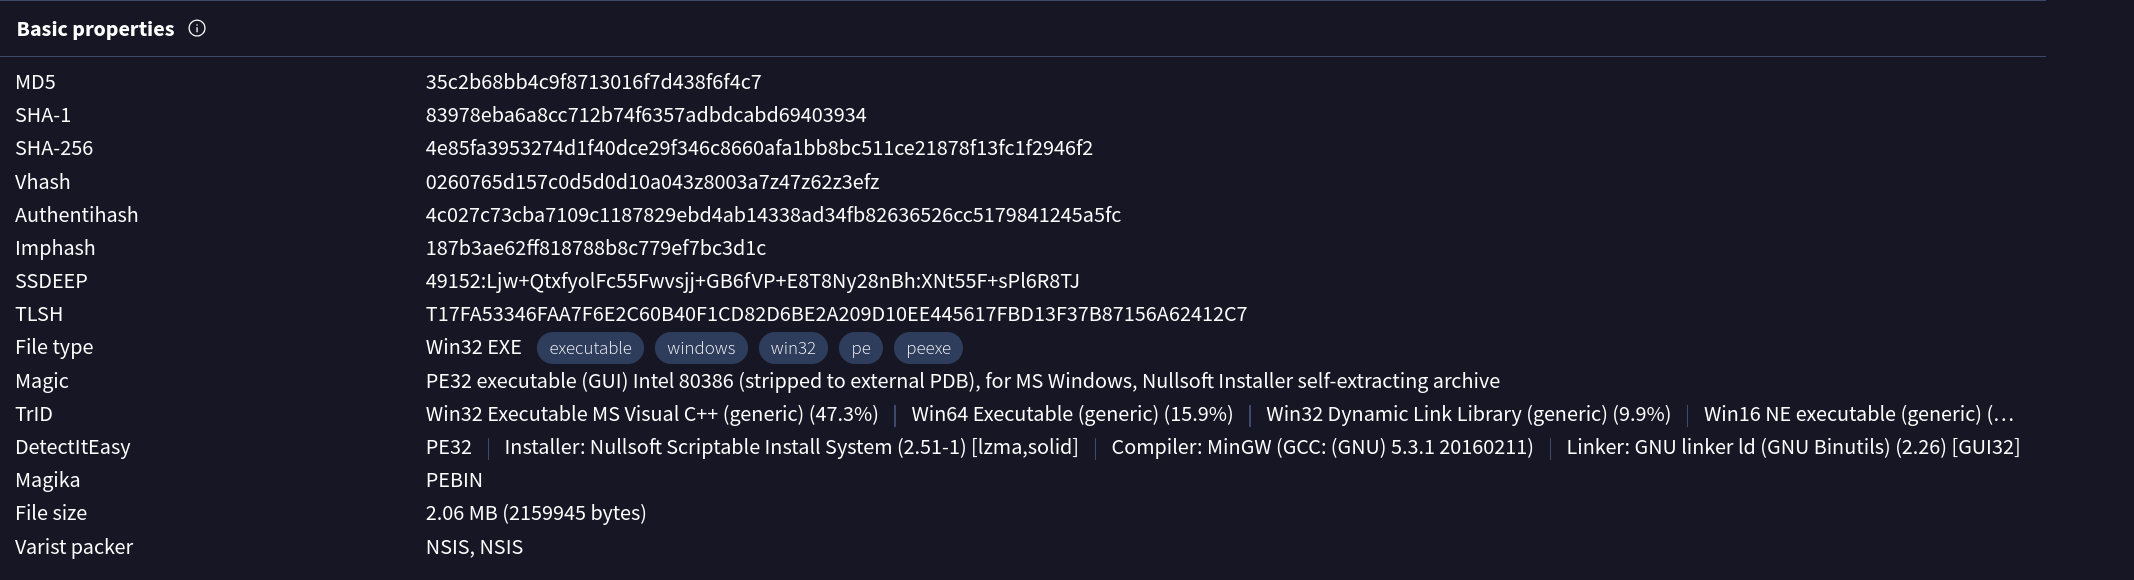 Basic properties
MD5 35c2b68bb4c9f8713016f7d438f6f4c7
SHA-1 83978eba6a8cc712b74f6357adbdcabd69403934
SHA-256 4e85fa3953274d1f40dce29f346c8660afa1bb8bc511ce21878f13fc1f2946f2
Vhash 0260765d157c0d5d0d10a043z8003a7z47z62z3efz
Authentihash 4c027c73cba7109c1187829ebd4ab14338ad34fb82636526cc5179841245a5fc
Imphash 187b3ae62ff818788b8c779ef7bc3d1c
SSDEEP 49152:Ljw+QtxfyolFc55Fwvsjj+GB6fVP+E8T8Ny28nBh:XNt55F+sPl6R8TJ
TLSH T17FA53346FAA7F6E2C60B40F1CD82D6BE2A209D10EE445617FBD13F37B87156A62412C7
File type Win32 EXE executable windows win32 pe peexe
Magic PE32 executable (GUI) Intel 80386 (stripped to external PDB), for MS Windows, Nullsoft Installer self-extracting archive
TrID Win32 Executable MS Visual C++ (generic) (47.3%) | Win64 Executable (generic) (15.9%) | Win32 Dynamic Link Library (generic) (9.9%) | Win16 NE executable (generic) (…
DetectItEasy PE32 | Installer: Nullsoft Scriptable Install System (2.51-1) [lzma,solid] | Compiler: MinGW (GCC: (GNU) 5.3.1 20160211) | Linker: GNU linker ld (GNU Binutils) (2.26) [GUI32]
Magika PEBIN
File size 2.06 MB (2159945 bytes)
Varist packer NSIS, NSIS